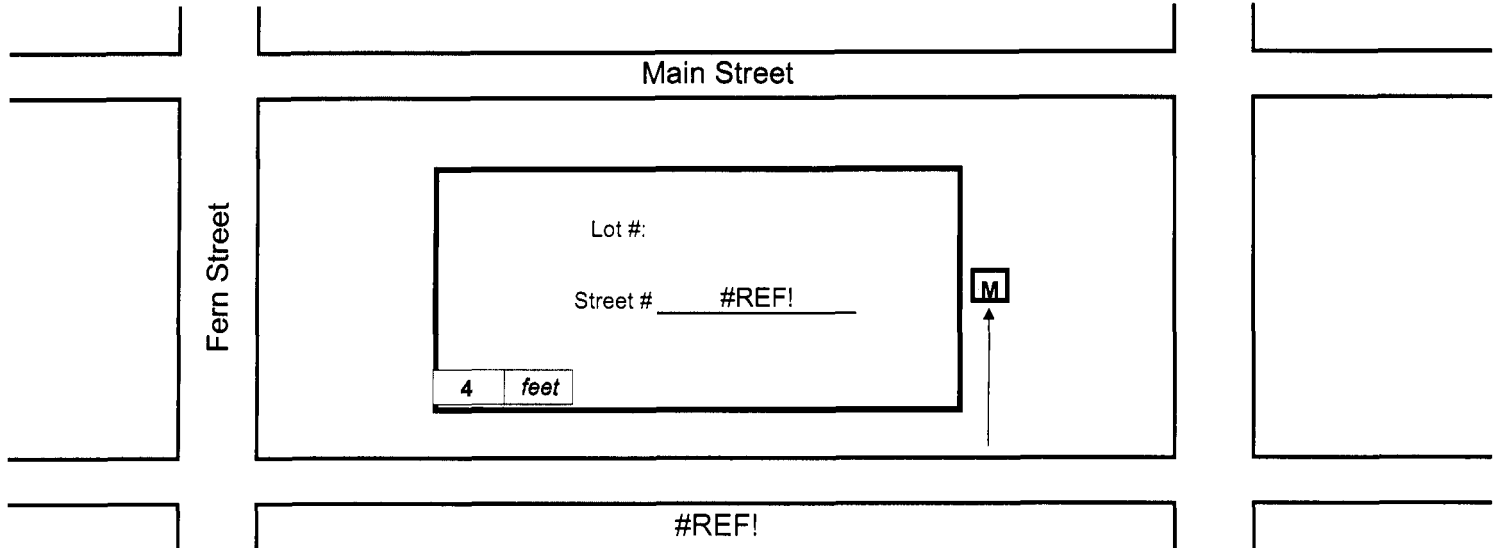 Main Street
Fern Street
Lot #:
Street # #REF!
M
4 feet
#REF!